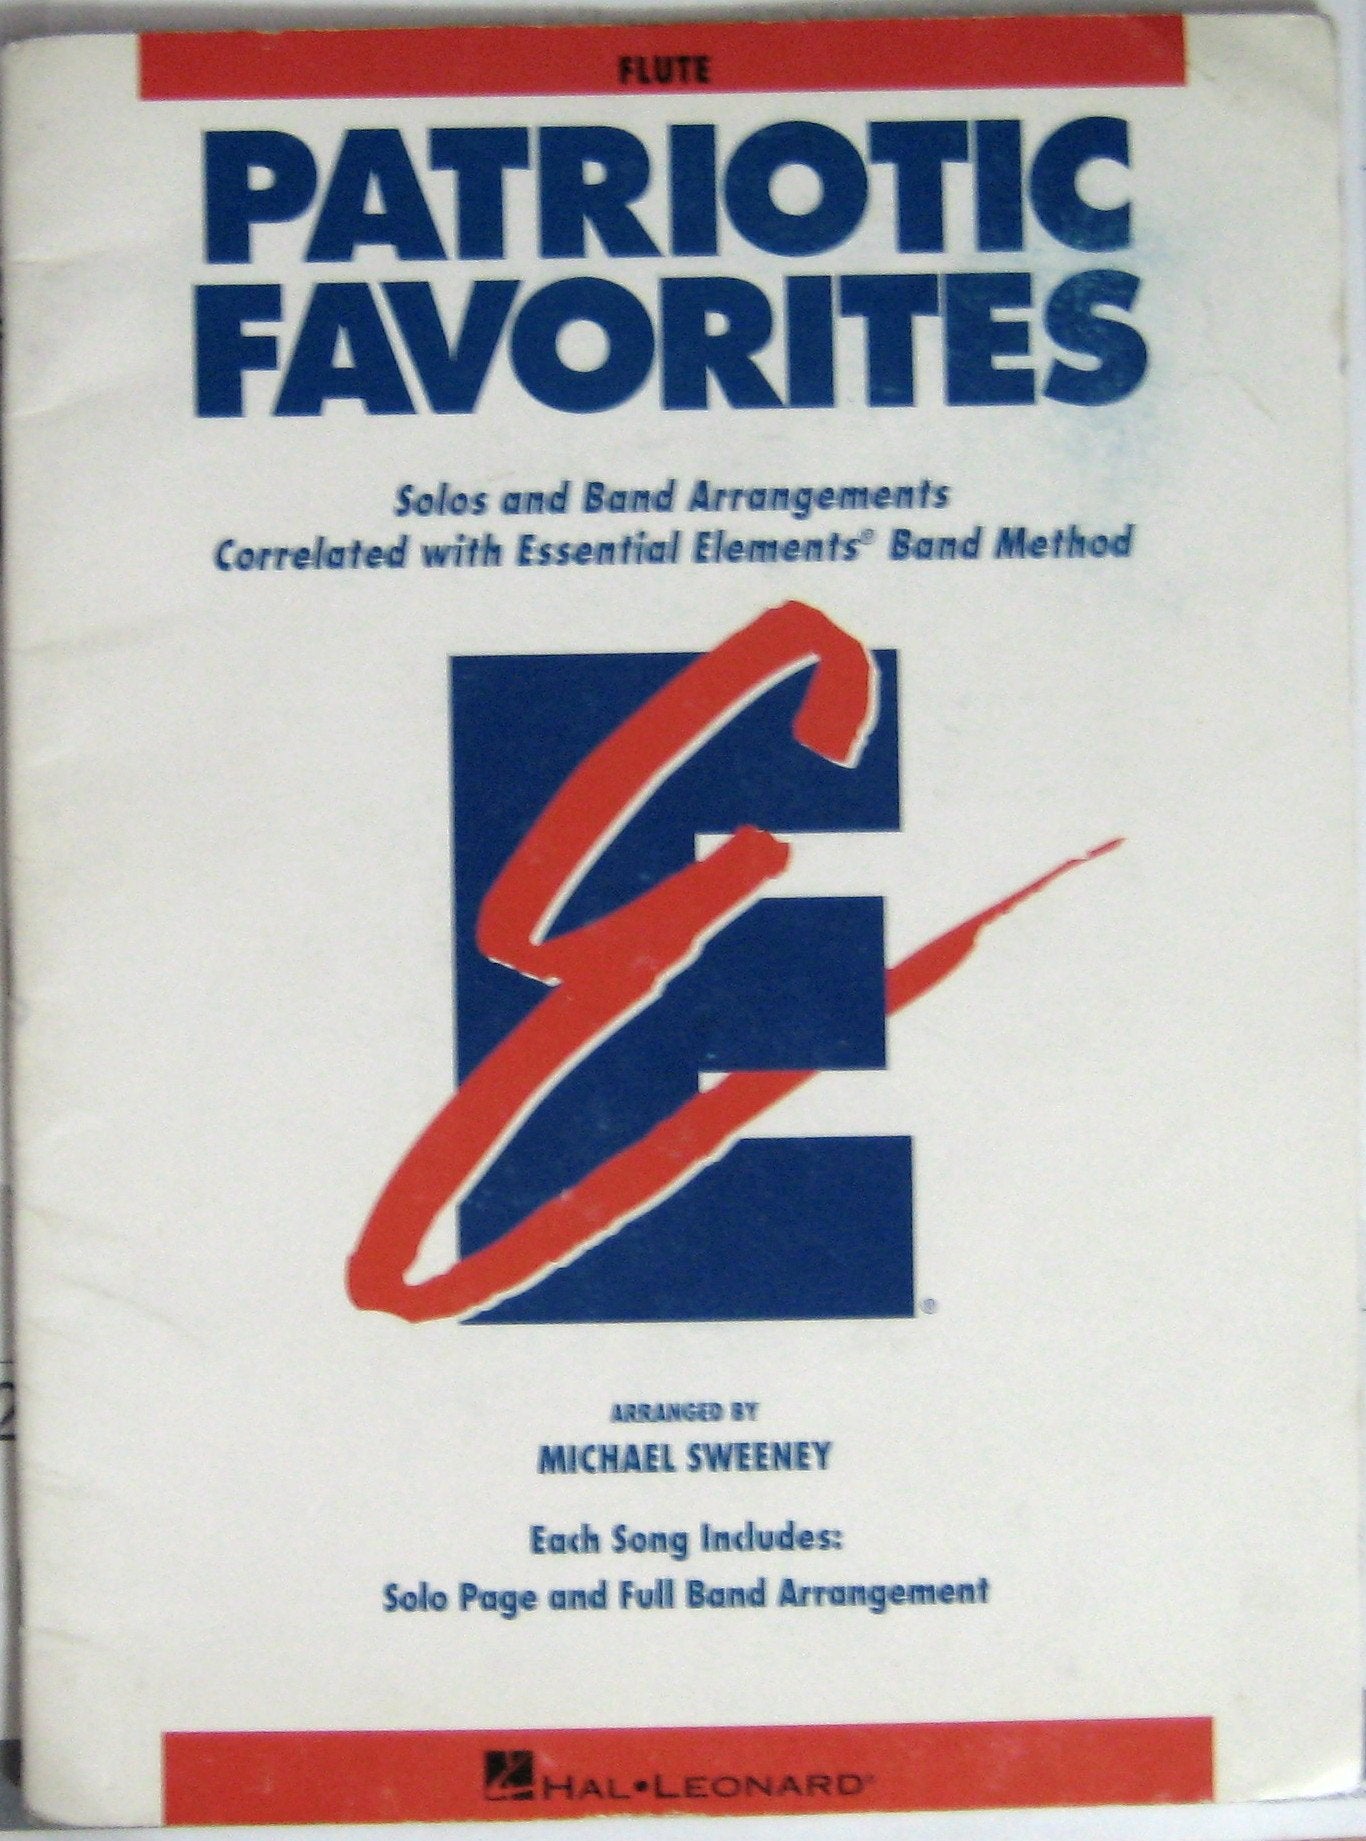 FLUTE
PATRIOTIC
FAVORITES
Solos and Band Arrangements
Correlated with Essential Elements® Band Method
E®
ARRANGED BY
MICHAEL SWEENEY
Each Song Includes:
Solo Page and Full Band Arrangement
HAL•LEONARD®
2